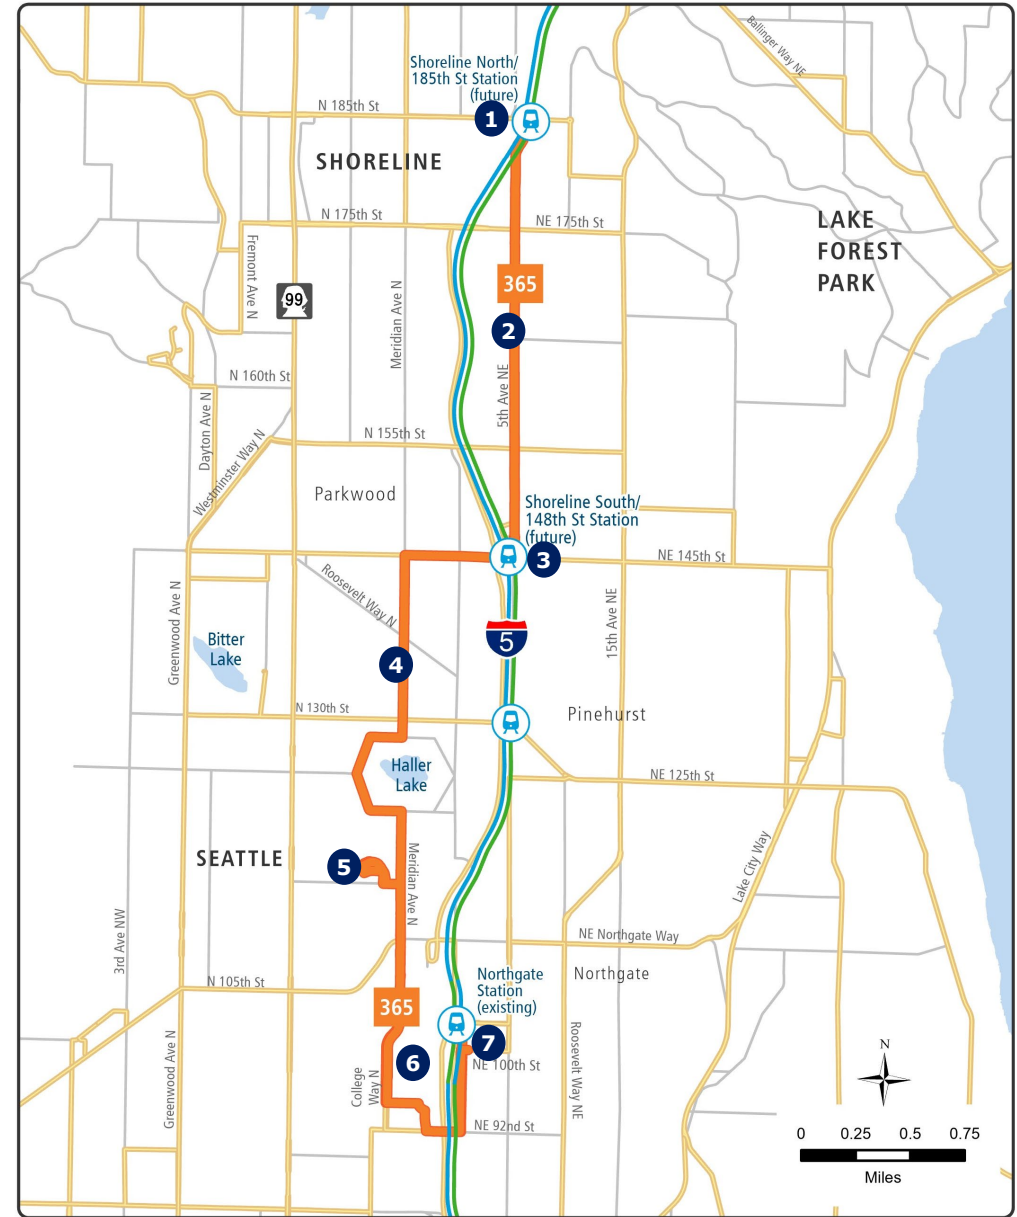 Ballinger Way NE
Shoreline North/
185th St Station
(future)
N 185th St
1
SHORELINE
N 175th St
NE 175th St
LAKE
FOREST
PARK
Fremont Ave N
365
99
Meridian Ave N
2
N 160th St
5th Ave NE
Dayton Ave N
Westminster Way N
N 155th St
Parkwood
Shoreline South/
148th St Station
(future)
3
NE 145th St
Roosevelt Way N
Greenwood Ave N
15th Ave NE
5
Bitter
Lake
4
N 130th St
Pinehurst
Haller
Lake
NE 125th St
SEATTLE
5
Meridian Ave N
Lake City Way
3rd Ave NW
NE Northgate Way
Northgate
Northgate
Station
(existing)
N 105th St
365
7
6
NE 100th St
College
Way N
Roosevelt Way NE
Greenwood Ave N
NE 92nd St
N
0 0.25 0.5 0.75
Miles